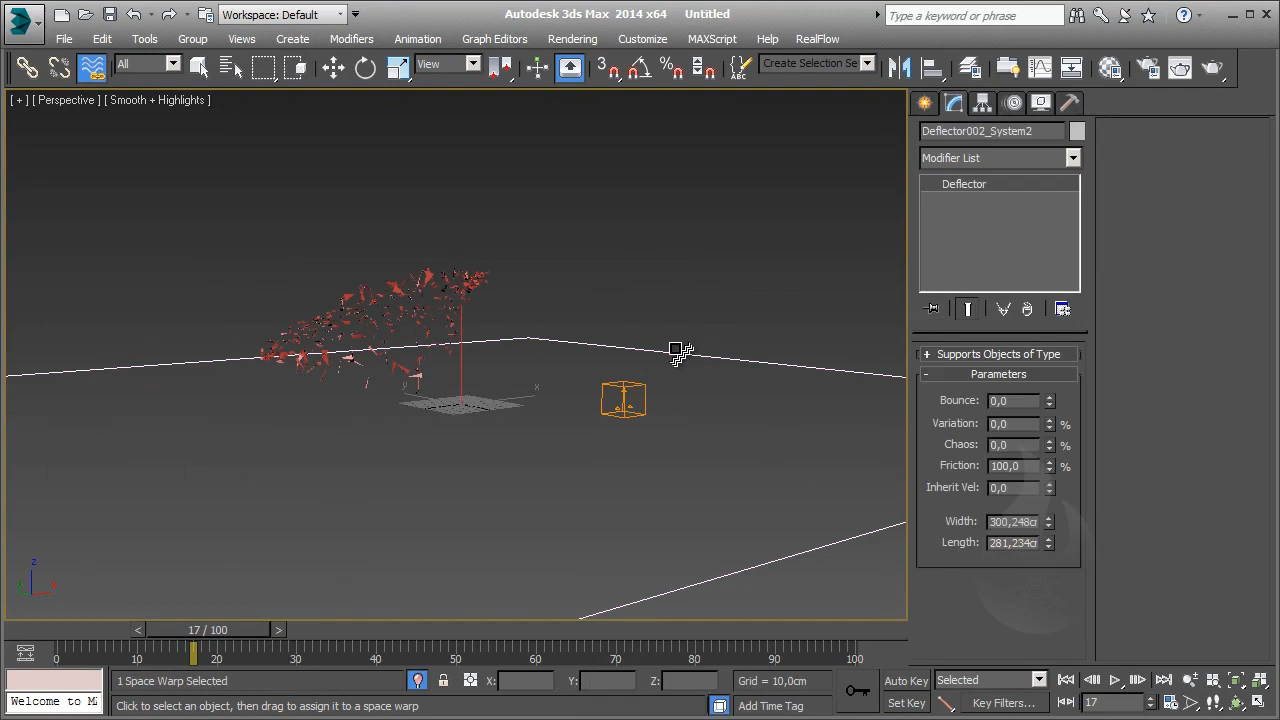 Workspace: Default
Autodesk 3ds Max 2014 x64 Untitled
Type a keyword or phrase
File Edit Tools Group Views Create Modifiers Animation Graph Editors Rendering Customize MAXScript Help RealFlow
All
View
3
%
ABC
Create Selection Se
[ + ] [ Perspective ] [ Smooth + Highlights ]
Deflector002_System2
Modifier List
Deflector
+ Supports Objects of Type
- Parameters
Bounce: 0,0
Variation: 0,0 %
Chaos: 0,0 %
Friction: 100,0 %
Inherit Vel: 0,0
Width: 300,248cr
Length: 281,234cr
y
x
z
x
< 17 / 100 >
0 10 20 30 40 50 60 70 80 90 100
1 Space Warp Selected
X: Y: Z:
Grid = 10,0cm
Auto Key
Selected
Welcome to M
Click to select an object, then drag to assign it to a space warp
Add Time Tag
Set Key
Key Filters...
17